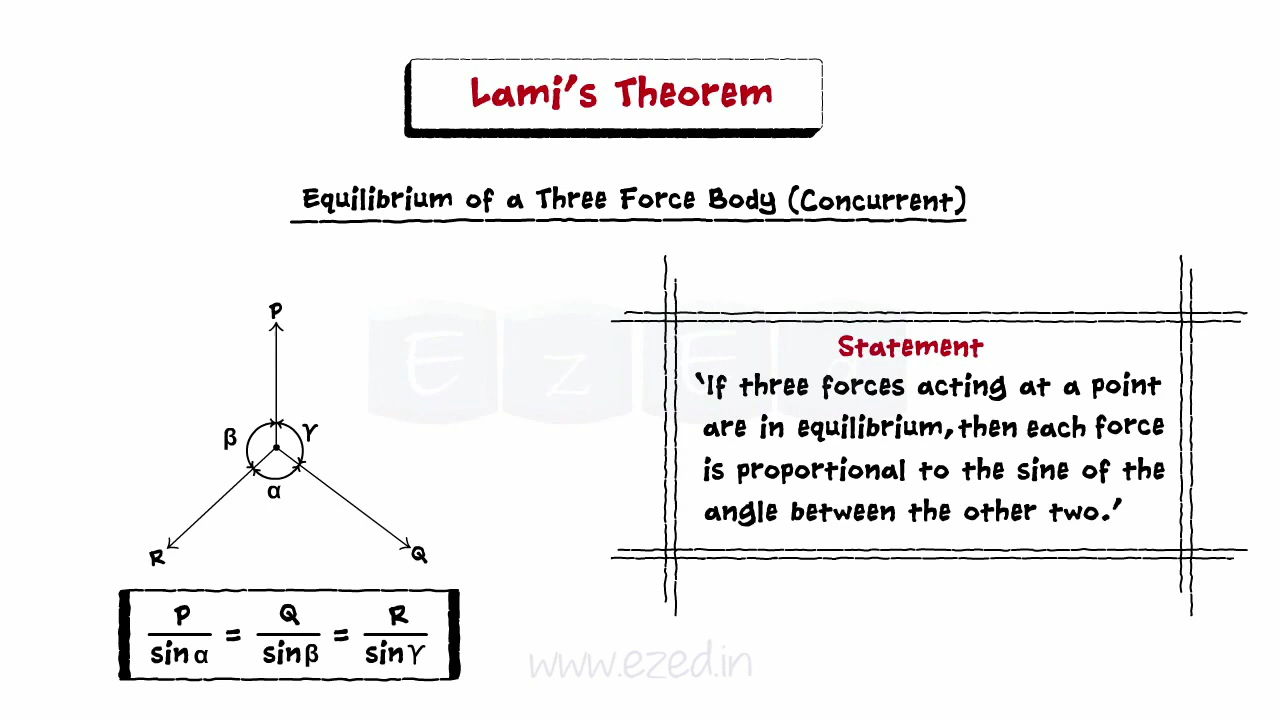 Lami's Theorem
Equilibrium of a Three Force Body (Concurrent)
P
β γ
α
R Q
Statement
'If three forces acting at a point
are in equilibrium, then each force
is proportional to the sine of the
angle between the other two.'
P/sin α = Q/sin β = R/sin γ
EzEd
www.ezed.in